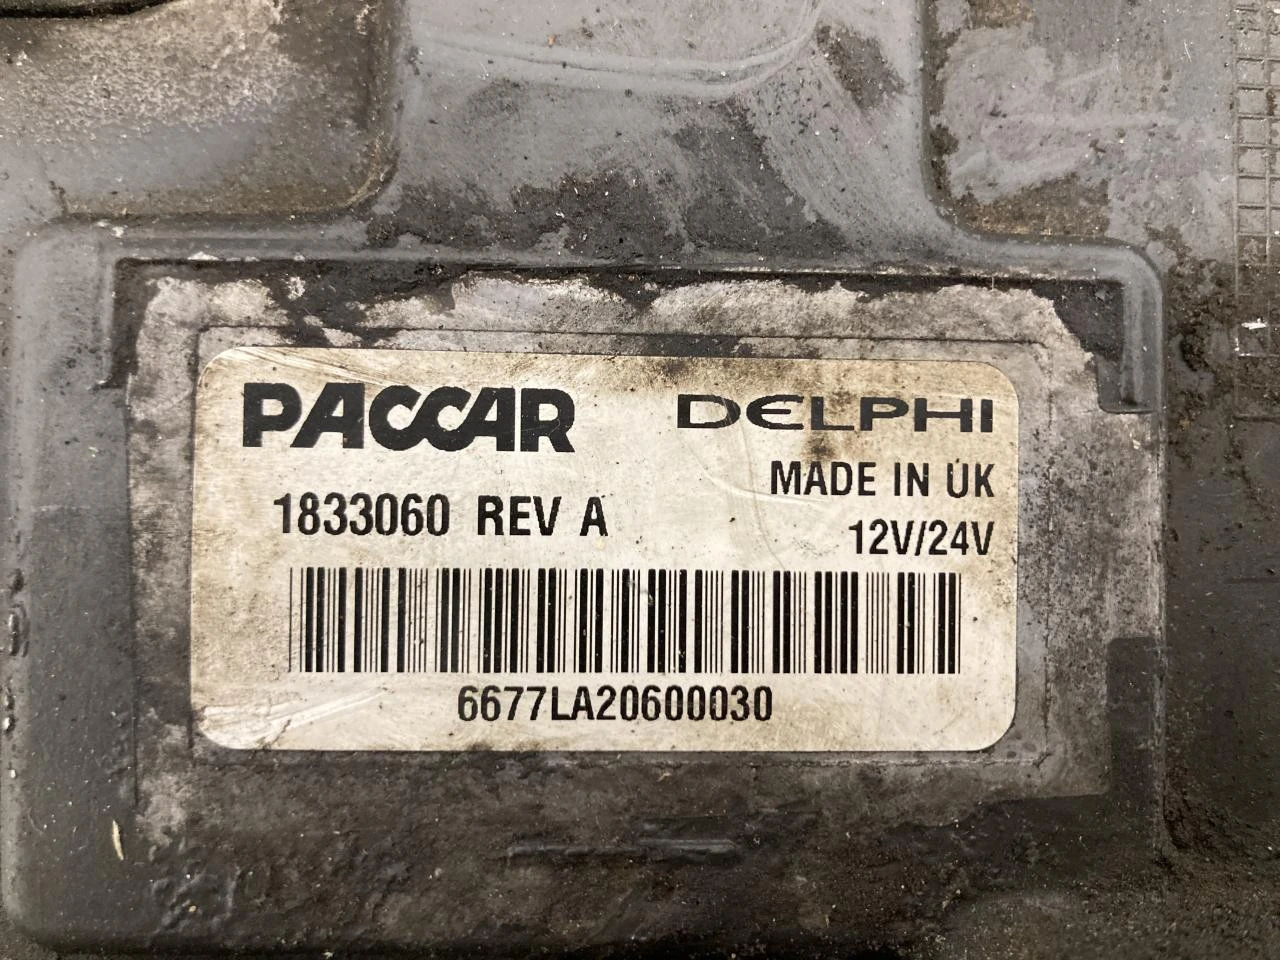 PACCAR
DELPHI
MADE IN UK
1833060 REV A
12V/24V
6677LA20600030